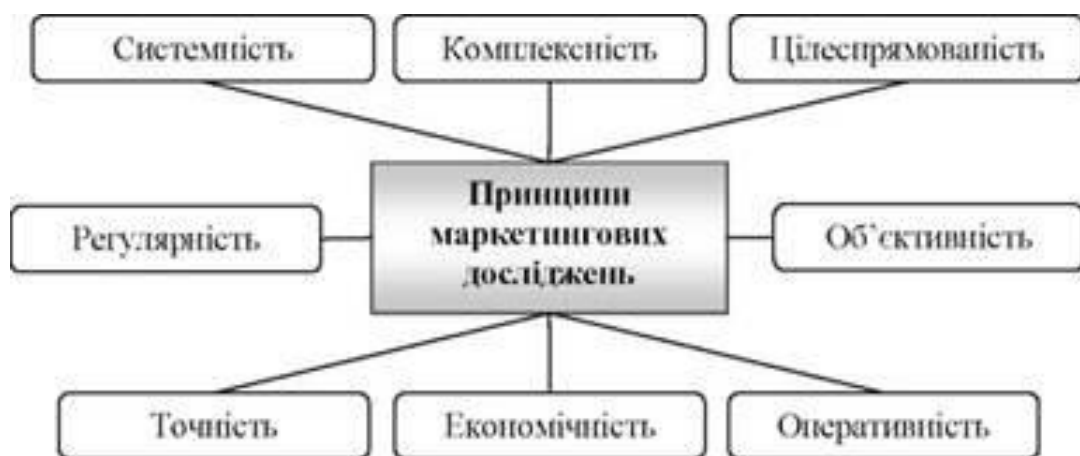 Системність
Комплексність
Цілеспрямованість
Принципи
маркетингових
досліджень
Регулярність
Об’єктивність
Точність
Економічність
Оперативність